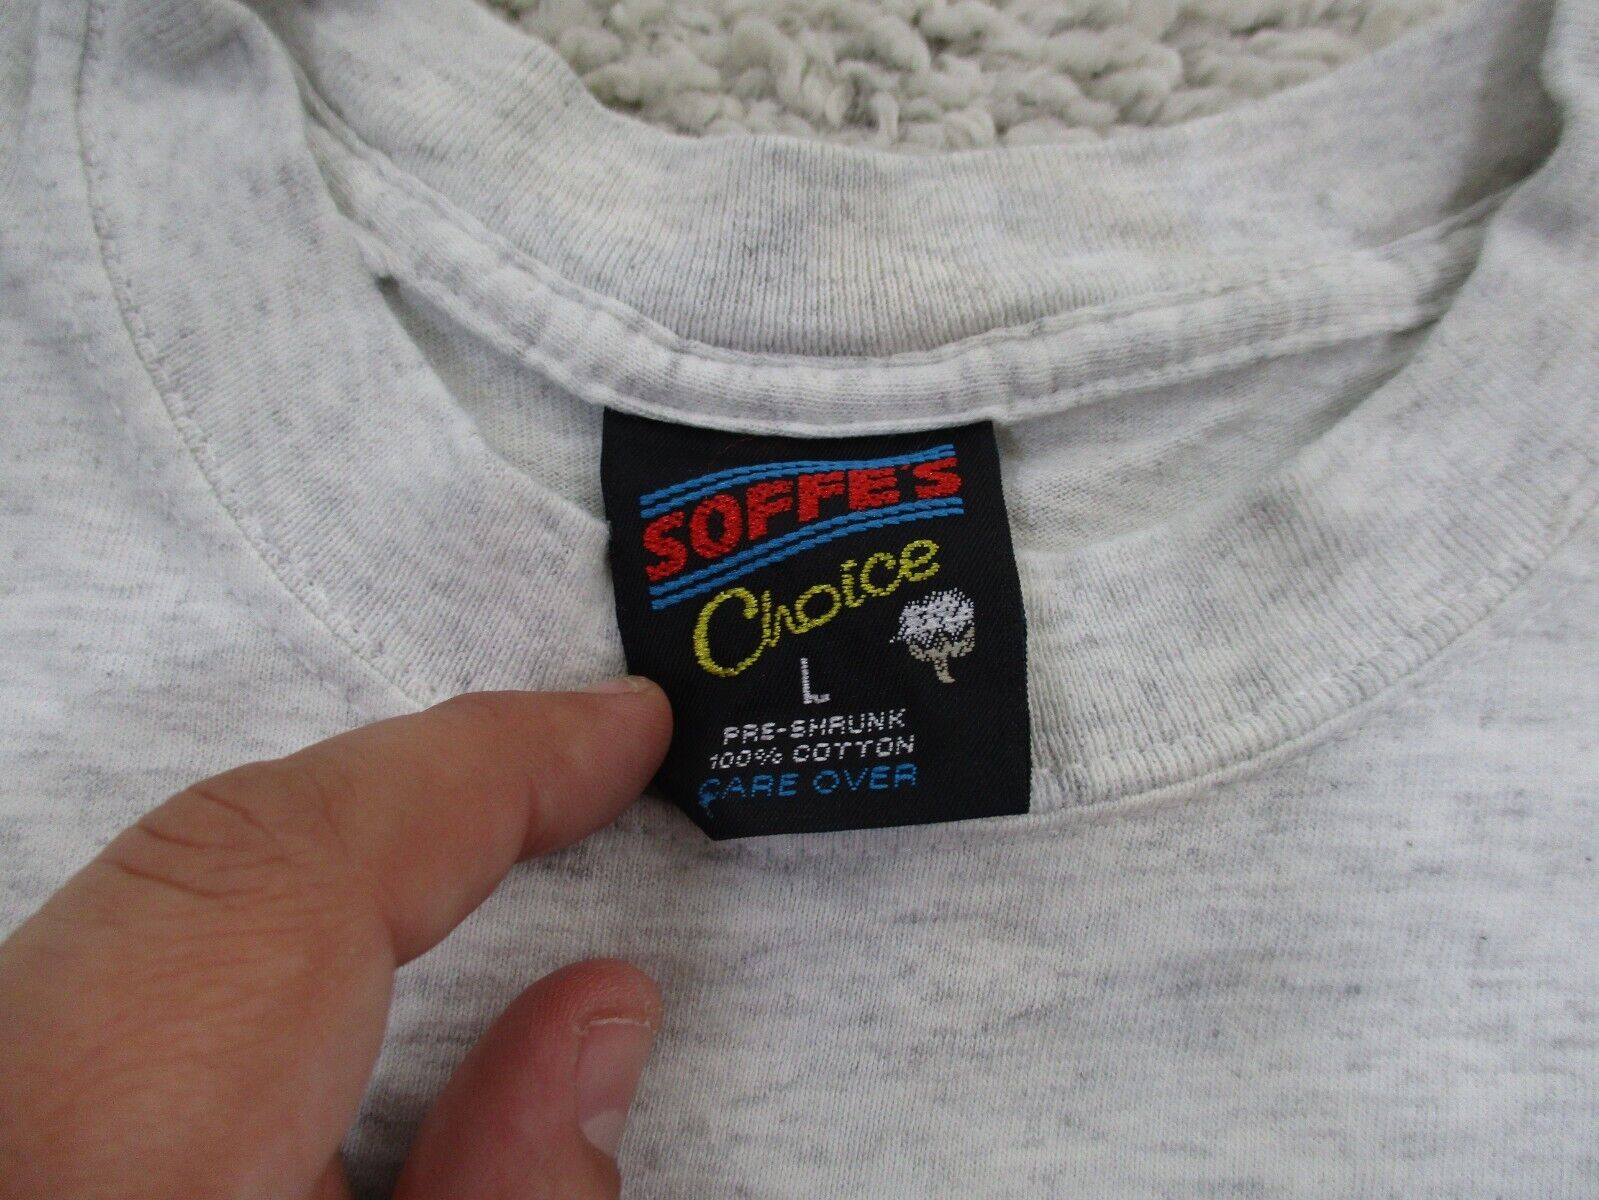 SOFFE'S
Choice
L
PRE-SHRUNK
100% COTTON
CARE OVER